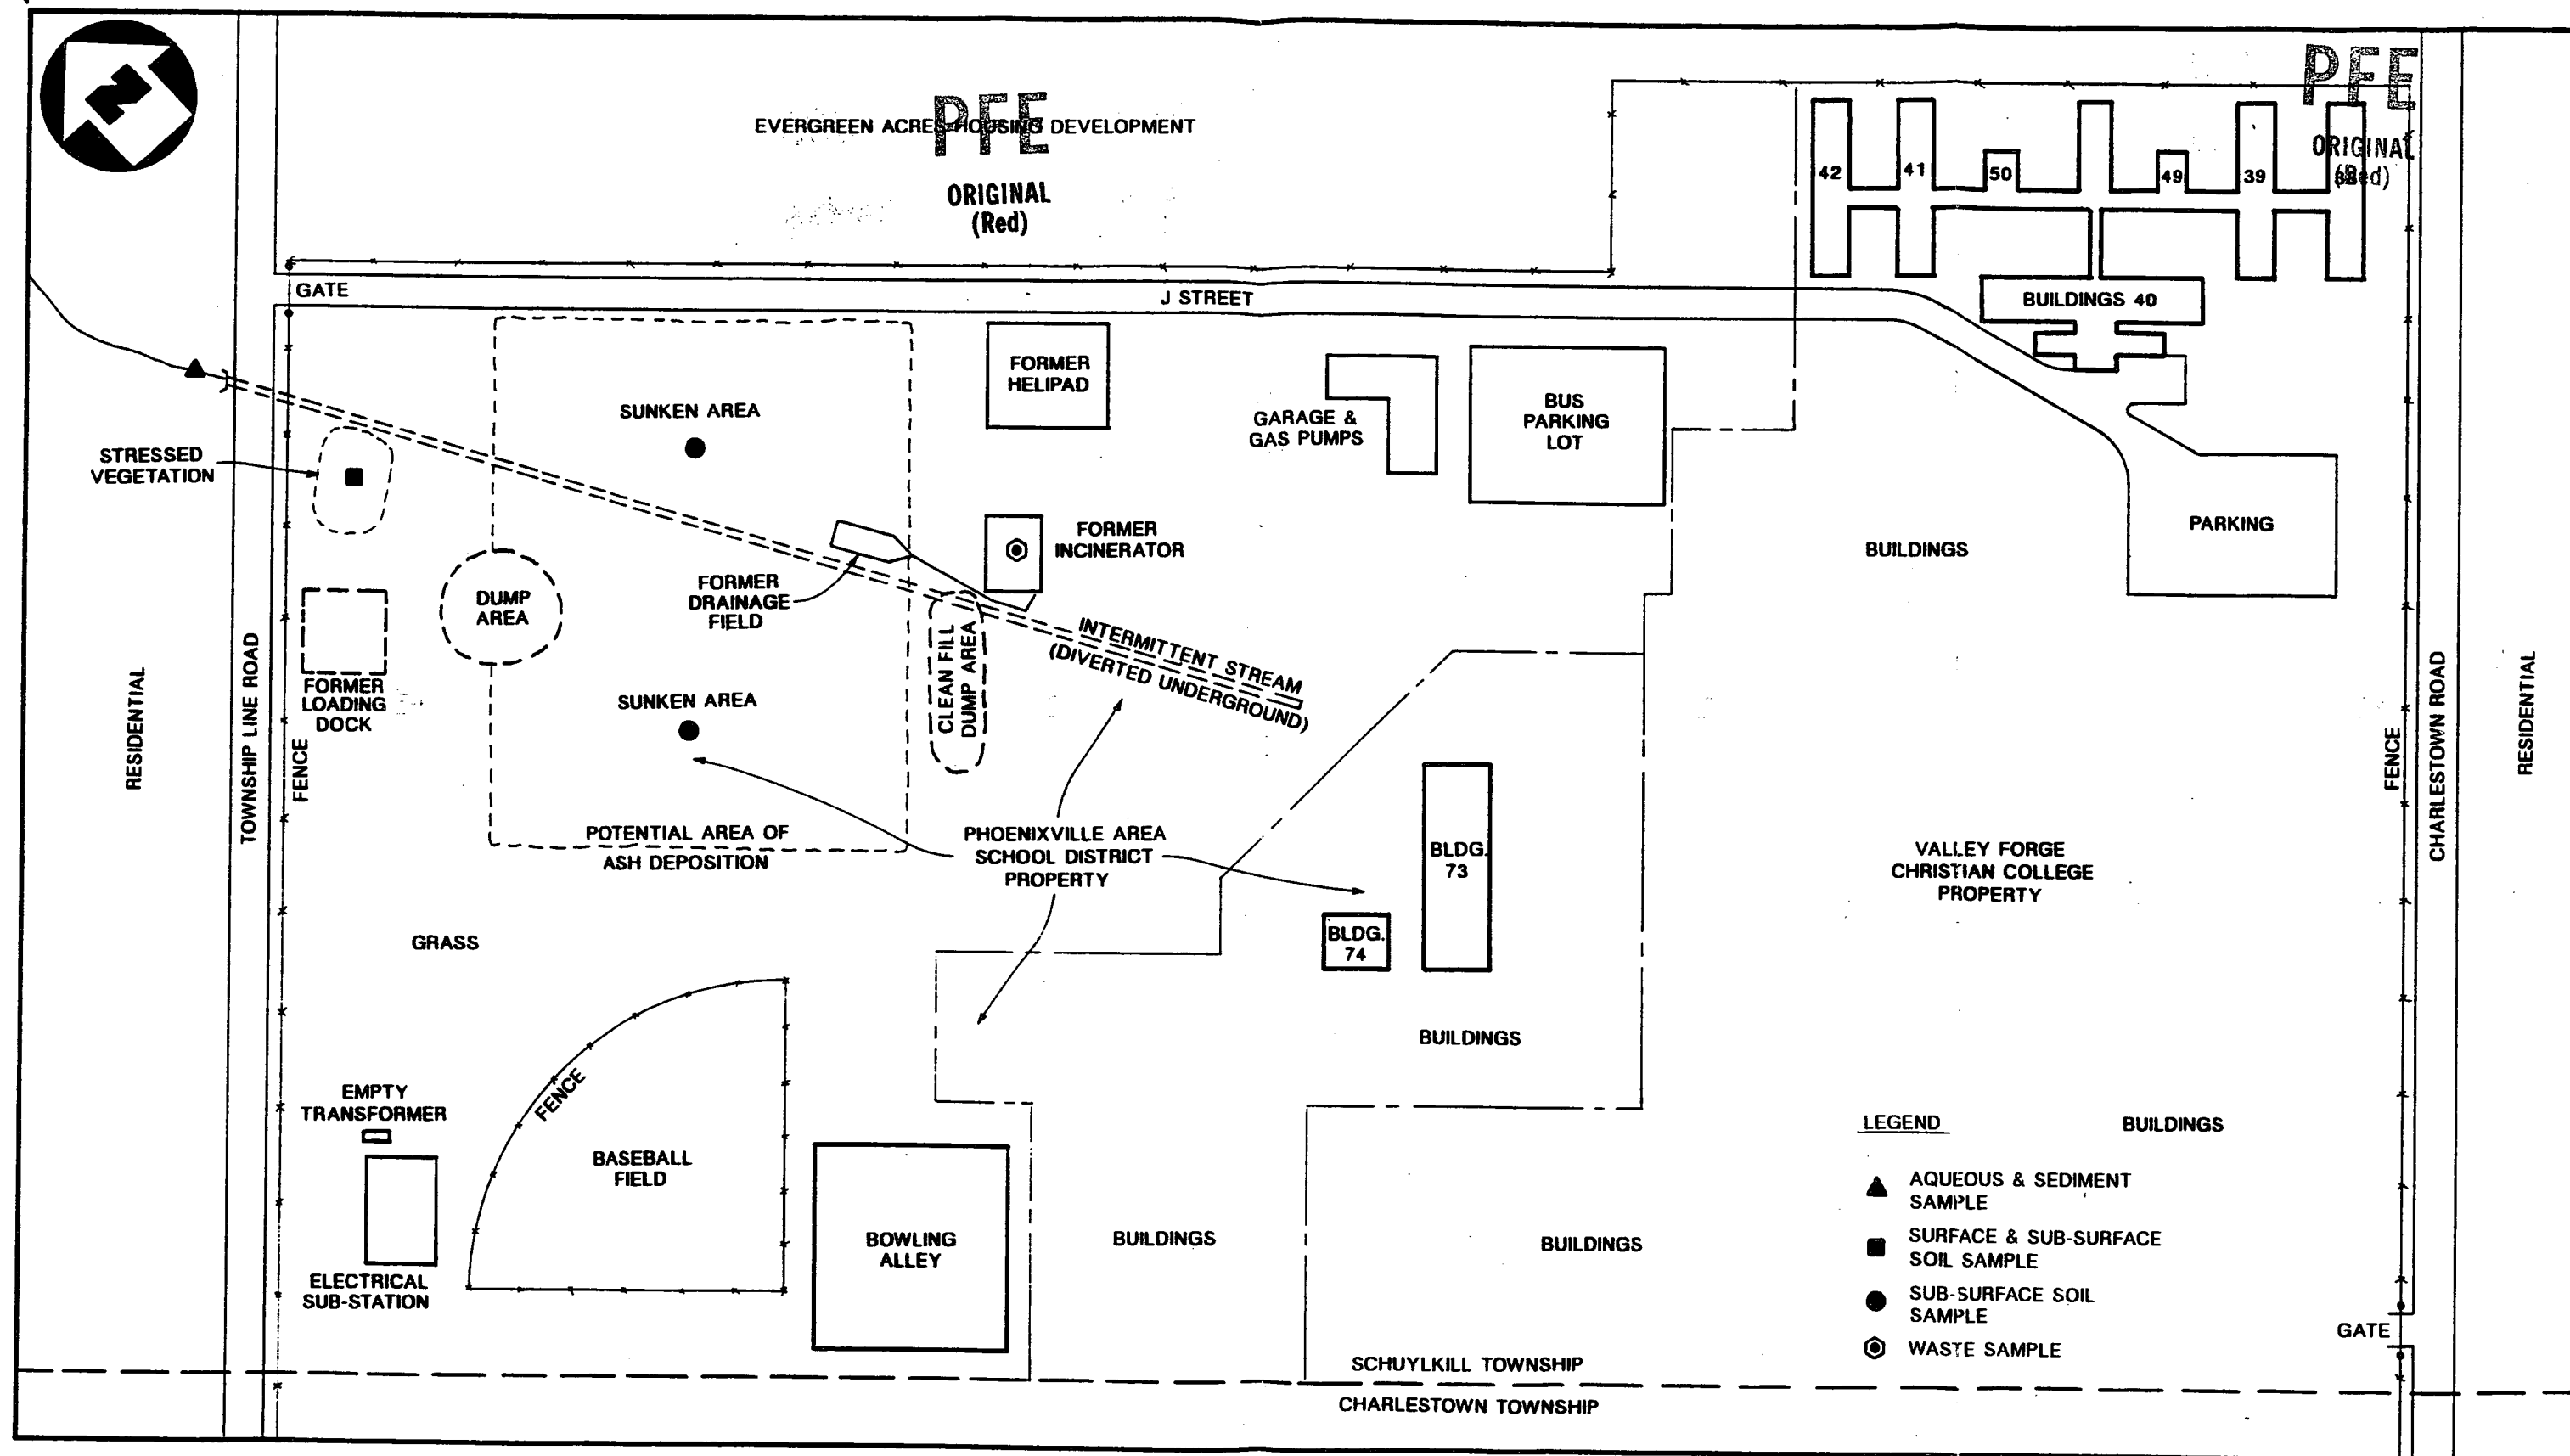 N
PFE
EVERGREEN ACRES HOUSING DEVELOPMENT
ORIGINAL
(Red)
PFE
ORIGINAL
(Red)
42
41
50
49
39
BUILDINGS 40
GATE
J STREET
FORMER
HELIPAD
SUNKEN AREA
GARAGE &
GAS PUMPS
BUS
PARKING
LOT
STRESSED
VEGETATION
PARKING
FORMER
INCINERATOR
BUILDINGS
FORMER
DRAINAGE
FIELD
DUMP
AREA
CLEAN FILL
DUMP AREA
INTERMITTENT STREAM
(DIVERTED UNDERGROUND)
FORMER
LOADING
DOCK
SUNKEN AREA
RESIDENTIAL
TOWNSHIP LINE ROAD
FENCE
POTENTIAL AREA OF
ASH DEPOSITION
PHOENIXVILLE AREA
SCHOOL DISTRICT
PROPERTY
BLDG.
73
BLDG.
74
VALLEY FORGE
CHRISTIAN COLLEGE
PROPERTY
FENCE
CHARLESTOWN ROAD
RESIDENTIAL
GRASS
BUILDINGS
EMPTY
TRANSFORMER
FENCE
BASEBALL
FIELD
ELECTRICAL
SUB-STATION
BOWLING
ALLEY
BUILDINGS
BUILDINGS
BUILDINGS
LEGEND
AQUEOUS & SEDIMENT
SAMPLE
SURFACE & SUB-SURFACE
SOIL SAMPLE
SUB-SURFACE SOIL
SAMPLE
WASTE SAMPLE
GATE
SCHUYLKILL TOWNSHIP
CHARLESTOWN TOWNSHIP